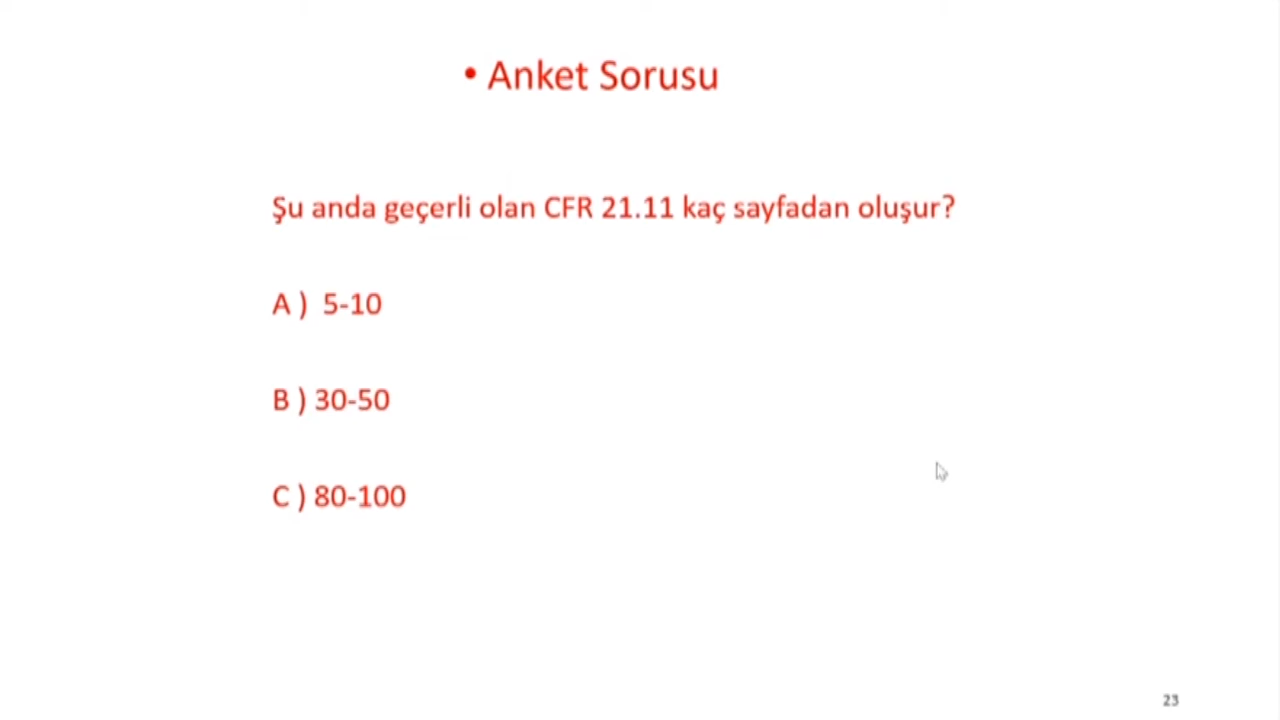 • Anket Sorusu
Şu anda geçerli olan CFR 21.11 kaç sayfadan oluşur?
A )  5-10
B ) 30-50
C ) 80-100
23